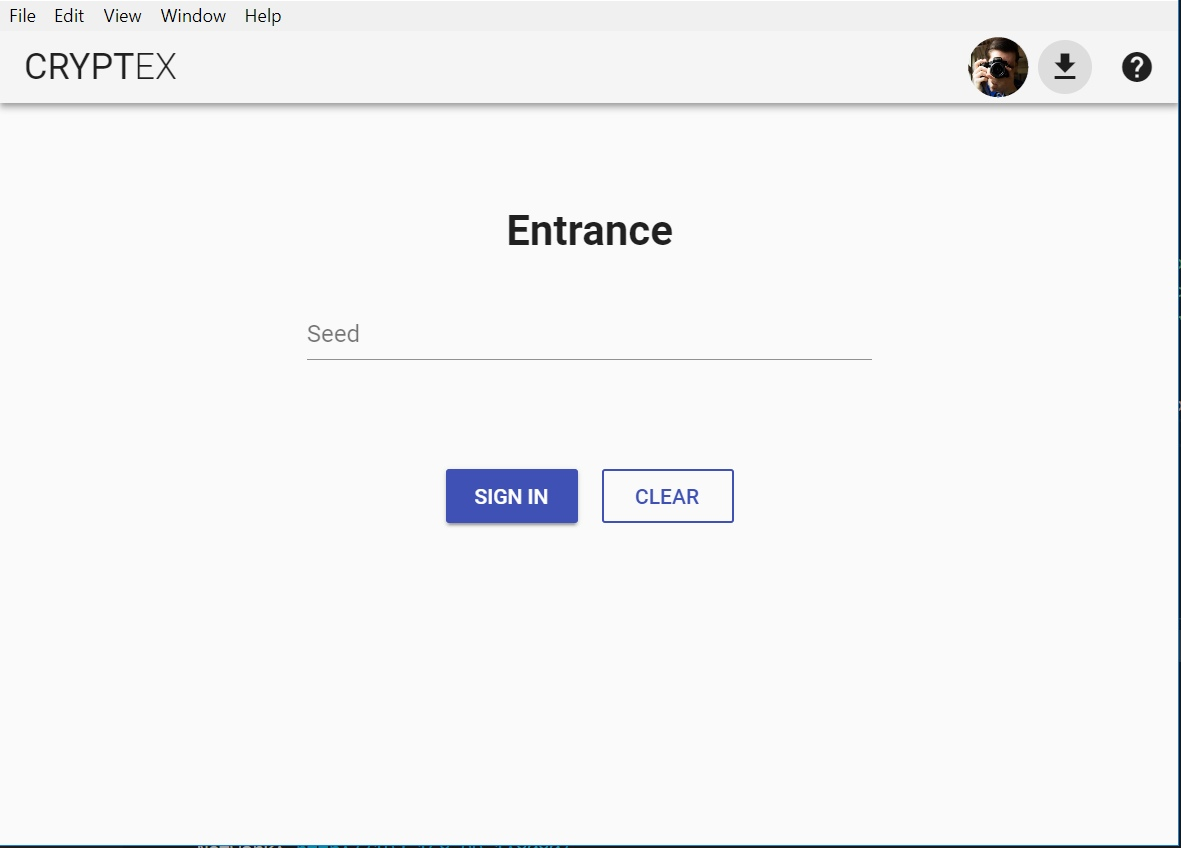 File Edit View Window Help
CRYPTEX
Entrance
Seed
SIGN IN CLEAR